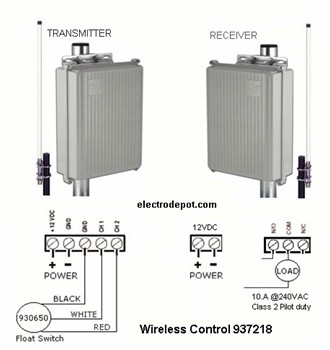 TRANSMITTER
RECEIVER
electrodepot.com
+12 VDC
GND
GND
CH 1
CH 2
12VDC
N/O
COM
N/C
+ -
POWER
+ -
POWER
LOAD
BLACK
10.A @240VAC
Class 2 Pilot duty
WHITE
930650
RED
Float Switch
Wireless Control 937218